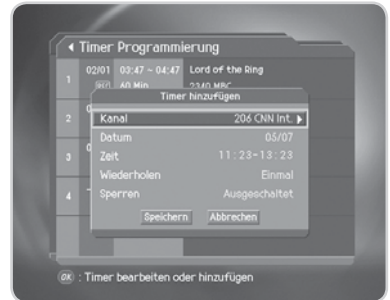 Timer Programmierung
1 02/01 03:47 ~ 04:47 Lord of the Ring
60 Min 2340 MBC
Timer hinzufügen
2
Kanal 206 CNN Int.
Datum 05/07
3
Zeit 11:23-13:23
Wiederholen Einmal
4
Sperren Ausgeschaltet
Speichern Abbrechen
OK : Timer bearbeiten oder hinzufügen